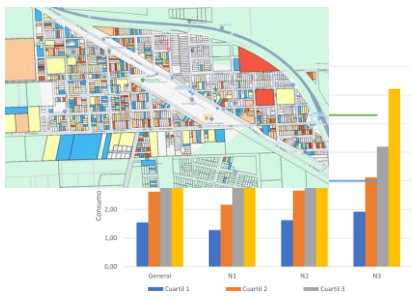 Consumo
2,00
1,00
0,00
General N1 N2 N3
Cuartil 1 Cuartil 2 Cuartil 3